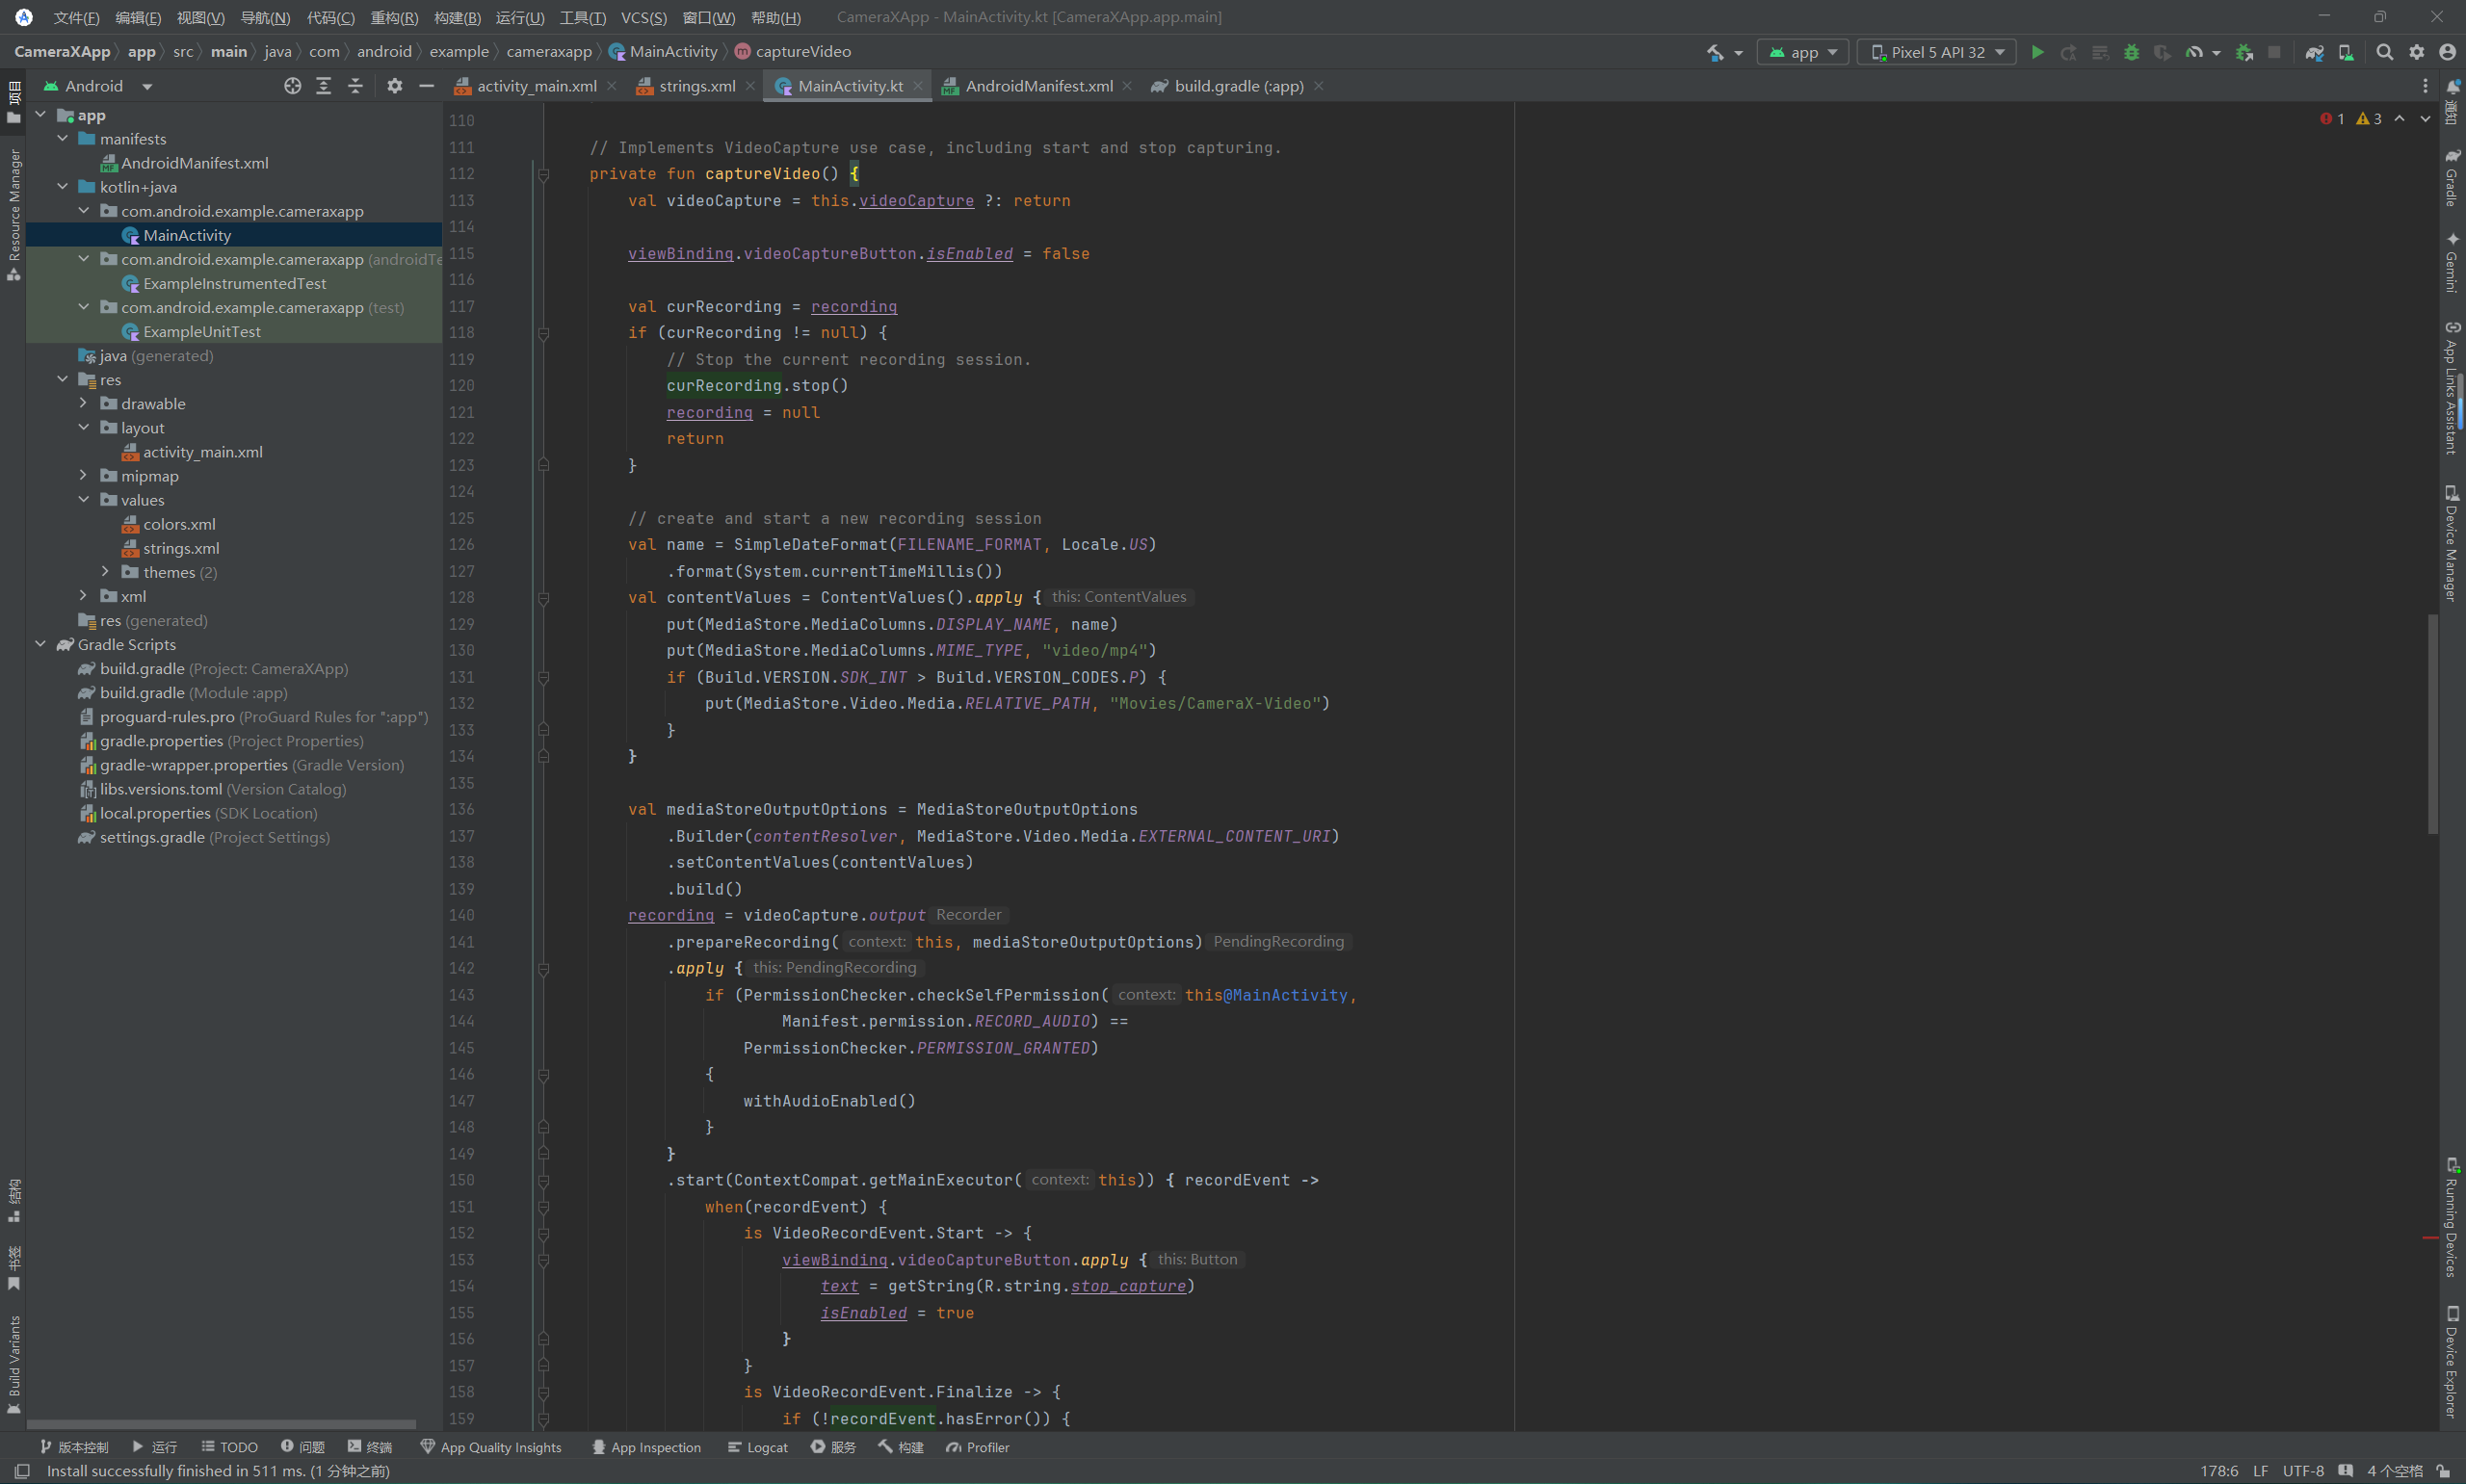 文件(F) 编辑(E) 视图(V) 导航(N) 代码(C) 重构(R) 构建(B) 运行(U) 工具(T) VCS(S) 窗口(W) 帮助(H) CameraXApp - MainActivity.kt [CameraXApp.app.main]
CameraXApp app src main java com android example cameraxapp MainActivity captureVideo
app Pixel 5 API 32
Android
activity_main.xml strings.xml MainActivity.kt AndroidManifest.xml build.gradle (:app)
项目
Resource Manager
结构
书签
Build Variants
app
manifests
AndroidManifest.xml
kotlin+java
com.android.example.cameraxapp
MainActivity
com.android.example.cameraxapp (androidTe
ExampleInstrumentedTest
com.android.example.cameraxapp (test)
ExampleUnitTest
java (generated)
res
drawable
layout
activity_main.xml
mipmap
values
colors.xml
strings.xml
themes (2)
xml
res (generated)
Gradle Scripts
build.gradle (Project: CameraXApp)
build.gradle (Module :app)
proguard-rules.pro (ProGuard Rules for ":app")
gradle.properties (Project Properties)
gradle-wrapper.properties (Gradle Version)
libs.versions.toml (Version Catalog)
local.properties (SDK Location)
settings.gradle (Project Settings)
1 3
110
111 // Implements VideoCapture use case, including start and stop capturing.
112 private fun captureVideo() {
113 val videoCapture = this.videoCapture ?: return
114
115 viewBinding.videoCaptureButton.isEnabled = false
116
117 val curRecording = recording
118 if (curRecording != null) {
119 // Stop the current recording session.
120 curRecording.stop()
121 recording = null
122 return
123 }
124
125 // create and start a new recording session
126 val name = SimpleDateFormat(FILENAME_FORMAT, Locale.US)
127 .format(System.currentTimeMillis())
128 val contentValues = ContentValues().apply { this: ContentValues
129 put(MediaStore.MediaColumns.DISPLAY_NAME, name)
130 put(MediaStore.MediaColumns.MIME_TYPE, "video/mp4")
131 if (Build.VERSION.SDK_INT > Build.VERSION_CODES.P) {
132 put(MediaStore.Video.Media.RELATIVE_PATH, "Movies/CameraX-Video")
133 }
134 }
135
136 val mediaStoreOutputOptions = MediaStoreOutputOptions
137 .Builder(contentResolver, MediaStore.Video.Media.EXTERNAL_CONTENT_URI)
138 .setContentValues(contentValues)
139 .build()
140 recording = videoCapture.output Recorder
141 .prepareRecording( context: this, mediaStoreOutputOptions) PendingRecording
142 .apply { this: PendingRecording
143 if (PermissionChecker.checkSelfPermission( context: this@MainActivity,
144 Manifest.permission.RECORD_AUDIO) ==
145 PermissionChecker.PERMISSION_GRANTED)
146 {
147 withAudioEnabled()
148 }
149 }
150 .start(ContextCompat.getMainExecutor( context: this)) { recordEvent ->
151 when(recordEvent) {
152 is VideoRecordEvent.Start -> {
153 viewBinding.videoCaptureButton.apply { this: Button
154 text = getString(R.string.stop_capture)
155 isEnabled = true
156 }
157 }
158 is VideoRecordEvent.Finalize -> {
159 if (!recordEvent.hasError()) {
通知
Gradle
Gemini
App Links Assistant
Device Manager
Running Devices
Device Explorer
版本控制 运行 TODO 问题 终端 App Quality Insights App Inspection Logcat 服务 构建 Profiler
Install successfully finished in 511 ms. (1 分钟之前) 178:6 LF UTF-8 4 个空格